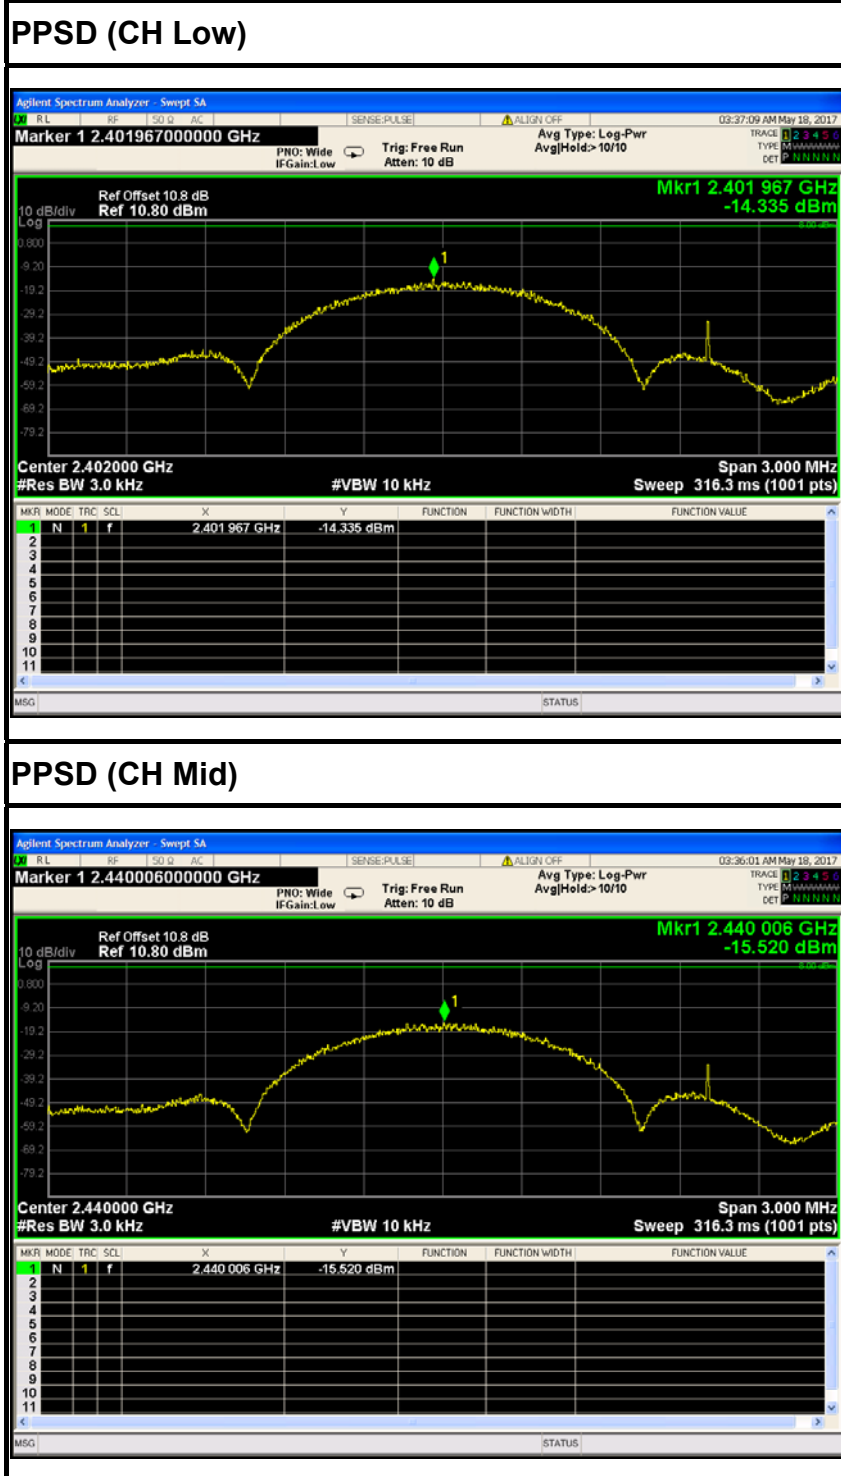 PPSD (CH Low)
Agilent Spectrum Analyzer - Swept SA
RL RF 50 Ω AC SENSE:PULSE ALIGN OFF 03:37:09 AM May 18, 2017
Marker 1 2.401967000000 GHz Avg Type: Log-Pwr TRACE 1 2 3 4 5 6
PNO: Wide Trig: Free Run Avg|Hold:>10/10 TYPE M WWWWW
IFGain:Low Atten: 10 dB DET P N N N N N
Mkr1 2.401 967 GHz
Ref Offset 10.8 dB
10 dB/div Ref 10.80 dBm -14.335 dBm
Log
8.00 dBm
0.800
-9.20
1
-19.2
-29.2
-39.2
-49.2
-59.2
-69.2
-79.2
Center 2.402000 GHz Span 3.000 MHz
#Res BW 3.0 kHz #VBW 10 kHz Sweep 316.3 ms (1001 pts)
MKR MODE TRC SCL X Y FUNCTION FUNCTION WIDTH FUNCTION VALUE
1 N 1 f 2.401 967 GHz -14.335 dBm
2
3
4
5
6
7
8
9
10
11
MSG STATUS
PPSD (CH Mid)
Agilent Spectrum Analyzer - Swept SA
RL RF 50 Ω AC SENSE:PULSE ALIGN OFF 03:36:01 AM May 18, 2017
Marker 1 2.440006000000 GHz Avg Type: Log-Pwr TRACE 1 2 3 4 5 6
PNO: Wide Trig: Free Run Avg|Hold:>10/10 TYPE M WWWWW
IFGain:Low Atten: 10 dB DET P N N N N N
Mkr1 2.440 006 GHz
Ref Offset 10.8 dB
10 dB/div Ref 10.80 dBm -15.520 dBm
Log
8.00 dBm
0.800
-9.20
1
-19.2
-29.2
-39.2
-49.2
-59.2
-69.2
-79.2
Center 2.440000 GHz Span 3.000 MHz
#Res BW 3.0 kHz #VBW 10 kHz Sweep 316.3 ms (1001 pts)
MKR MODE TRC SCL X Y FUNCTION FUNCTION WIDTH FUNCTION VALUE
1 N 1 f 2.440 006 GHz -15.520 dBm
2
3
4
5
6
7
8
9
10
11
MSG STATUS